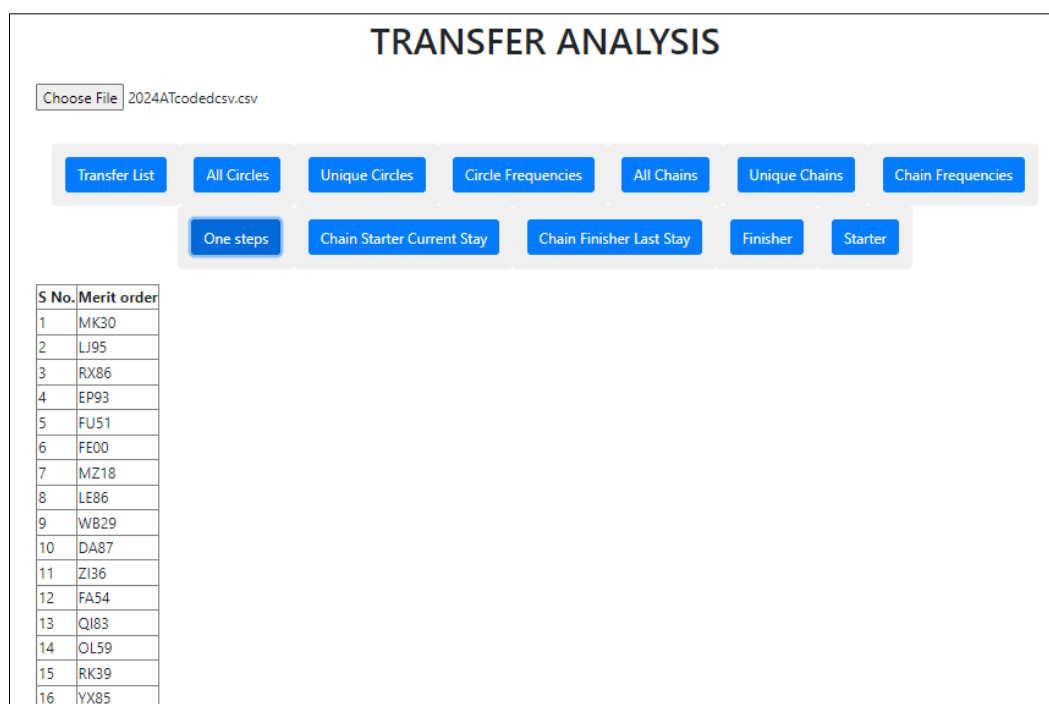 TRANSFER ANALYSIS
Choose File 2024ATcodedcsv.csv
Transfer List All Circles Unique Circles Circle Frequencies All Chains Unique Chains Chain Frequencies
One steps Chain Starter Current Stay Chain Finisher Last Stay Finisher Starter
S No. Merit order
1 MK30
2 LJ95
3 RX86
4 EP93
5 FU51
6 FE00
7 MZ18
8 LE86
9 WB29
10 DA87
11 ZI36
12 FA54
13 QI83
14 OL59
15 RK39
16 YX85